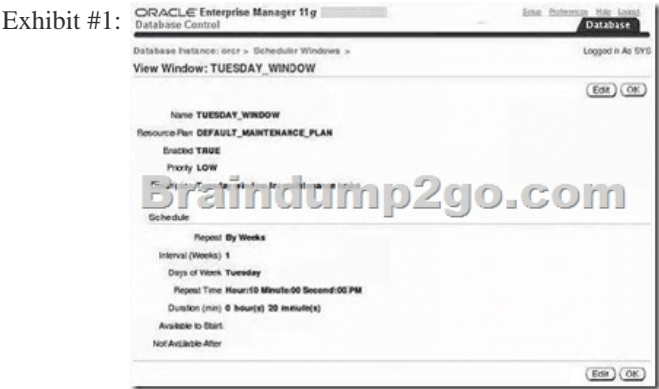 Exhibit #1:
ORACLE Enterprise Manager 11g
Database Control
Setup Preferences Help Logout
Database
Database Instance: orcr > Scheduler Windows >
Logged in As SYS
View Window: TUESDAY_WINDOW
Edit OK
Name TUESDAY_WINDOW
Resource Plan DEFAULT_MAINTENANCE_PLAN
Enabled TRUE
Priority LOW
Braindump2go.com
Schedule
Repeat By Weeks
Interval (Weeks) 1
Days of Week Tuesday
Repeat Time Hour:10 Minute:00 Second:00 PM
Duration (min) 0 hour(s) 20 minute(s)
Available to Start.
Not Available After
Edit OK